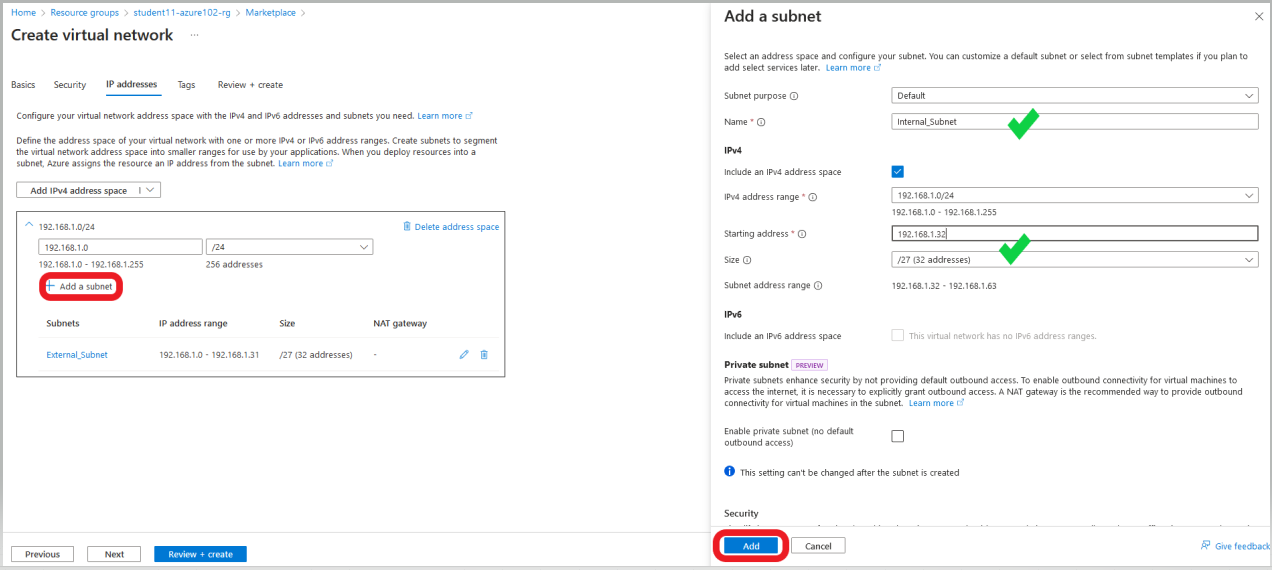 Home > Resource groups > student11-azure102-rg > Marketplace >
Create virtual network ...
Basics Security IP addresses Tags Review + create
Configure your virtual network address space with the IPv4 and IPv6 addresses and subnets you need. Learn more
Define the address space of your virtual network with one or more IPv4 or IPv6 address ranges. Create subnets to segment
the virtual network address space into smaller ranges for use by your applications. When you deploy resources into a
subnet, Azure assigns the resource an IP address from the subnet. Learn more
Add IPv4 address space
192.168.1.0/24 Delete address space
192.168.1.0 /24
192.168.1.0 - 192.168.1.255 256 addresses
+ Add a subnet
Subnets IP address range Size NAT gateway
External_Subnet 192.168.1.0 - 192.168.1.31 /27 (32 addresses) -
Previous Next Review + create
Add a subnet
Select an address space and configure your subnet. You can customize a default subnet or select from subnet templates if you plan to
add select services later. Learn more
Subnet purpose Default
Name * Internal_Subnet
IPv4
Include an IPv4 address space
IPv4 address range * 192.168.1.0/24
192.168.1.0 - 192.168.1.255
Starting address * 192.168.1.32
Size /27 (32 addresses)
Subnet address range 192.168.1.32 - 192.168.1.63
IPv6
Include an IPv6 address space This virtual network has no IPv6 address ranges.
Private subnet PREVIEW
Private subnets enhance security by not providing default outbound access. To enable outbound connectivity for virtual machines to
access the internet, it is necessary to explicitly grant outbound access. A NAT gateway is the recommended way to provide outbound
connectivity for virtual machines in the subnet. Learn more
Enable private subnet (no default
outbound access)
This setting can't be changed after the subnet is created
Security
Add Cancel Give feedback